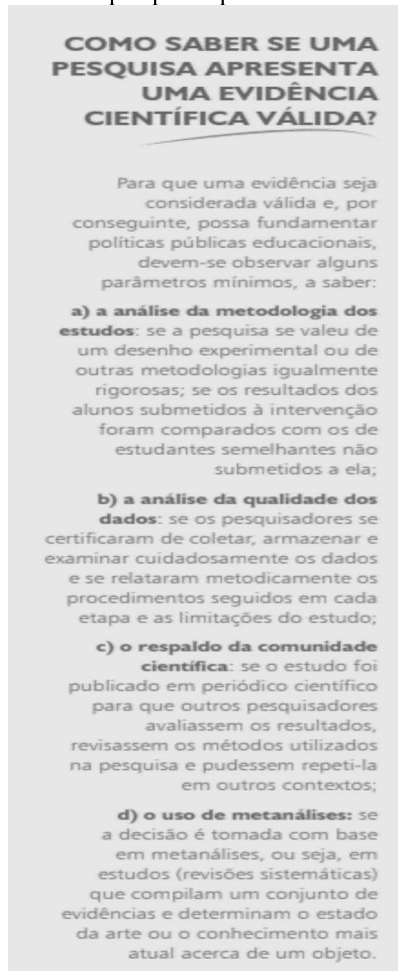 COMO SABER SE UMA
PESQUISA APRESENTA
UMA EVIDÊNCIA
CIENTÍFICA VÁLIDA?
Para que uma evidência seja
considerada válida e, por
conseguinte, possa fundamentar
políticas públicas educacionais,
devem-se observar alguns
parâmetros mínimos, a saber:
a) a análise da metodologia dos
estudos: se a pesquisa se valeu de
um desenho experimental ou de
outras metodologias igualmente
rigorosas; se os resultados dos
alunos submetidos à intervenção
foram comparados com os de
estudantes semelhantes não
submetidos a ela;
b) a análise da qualidade dos
dados: se os pesquisadores se
certificaram de coletar, armazenar e
examinar cuidadosamente os dados
e se relataram metodicamente os
procedimentos seguidos em cada
etapa e as limitações do estudo;
c) o respaldo da comunidade
científica: se o estudo foi
publicado em periódico científico
para que outros pesquisadores
avaliassem os resultados,
revisassem os métodos utilizados
na pesquisa e pudessem repeti-la
em outros contextos;
d) o uso de metanálises: se
a decisão é tomada com base
em metanálises, ou seja, em
estudos (revisões sistemáticas)
que compilam um conjunto de
evidências e determinam o estado
da arte ou o conhecimento mais
atual acerca de um objeto.